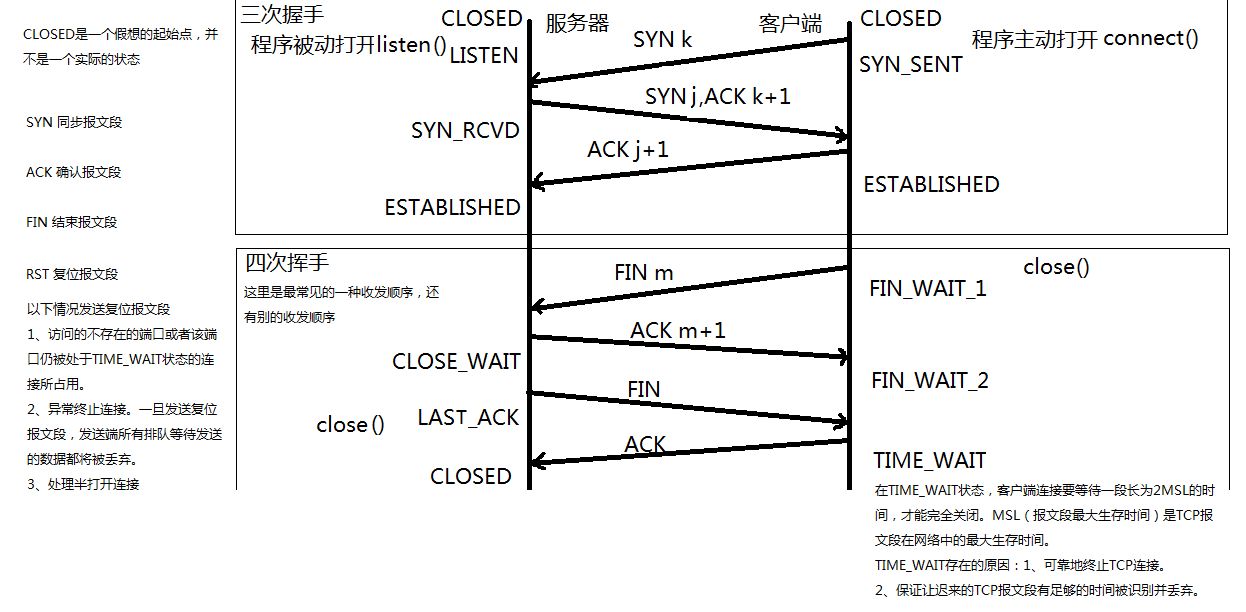 CLOSED是一个假想的起始点，并
不是一个实际的状态
SYN 同步报文段
ACK 确认报文段
FIN 结束报文段
RST 复位报文段
以下情况发送复位报文段
1、访问的不存在的端口或者该端
口仍被处于TIME_WAIT状态的连
接所占用。
2、异常终止连接。一旦发送复位
报文段，发送端所有排队等待发送
的数据都将被丢弃。
3、处理半打开连接
三次握手
程序被动打开listen()
CLOSED
服务器
客户端
CLOSED
程序主动打开 connect()
LISTEN
SYN k
SYN_SENT
SYN j,ACK k+1
SYN_RCVD
ACK j+1
ESTABLISHED
ESTABLISHED
四次挥手
这里是最常见的一种收发顺序，还
有别的收发顺序
FIN m
close()
FIN_WAIT_1
ACK m+1
CLOSE_WAIT
FIN_WAIT_2
FIN
close()
LAST_ACK
ACK
CLOSED
TIME_WAIT
在TIME_WAIT状态，客户端连接要等待一段长为2MSL的时
间，才能完全关闭。MSL（报文段最大生存时间）是TCP报
文段在网络中的最大生存时间。
TIME_WAIT存在的原因：1、可靠地终止TCP连接。
2、保证让迟来的TCP报文段有足够的时间被识别并丢弃。